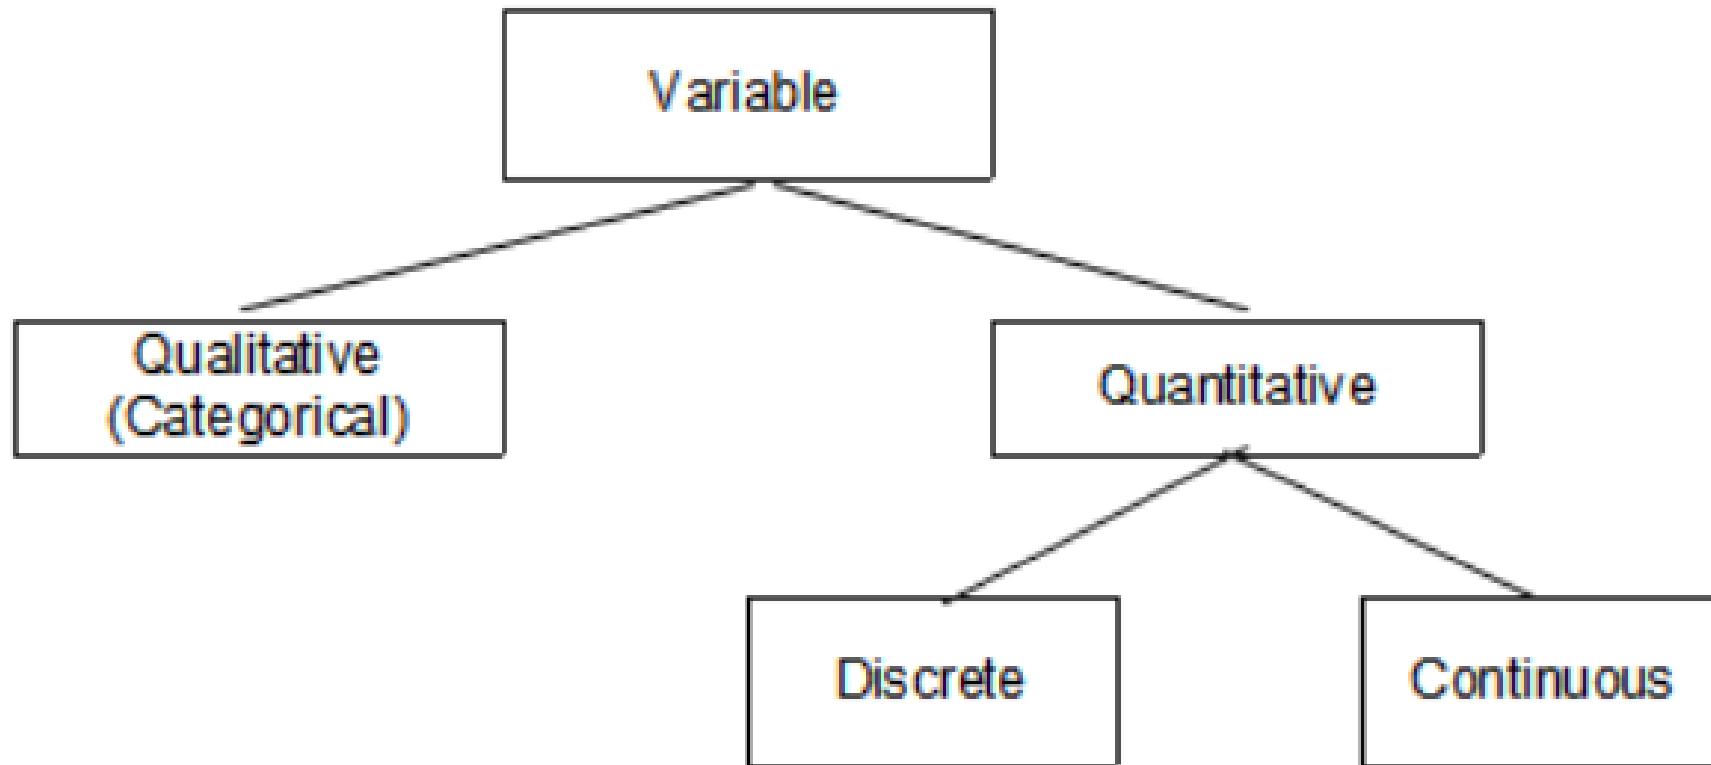 Variable
Qualitative
(Categorical)
Quantitative
Discrete
Continuous